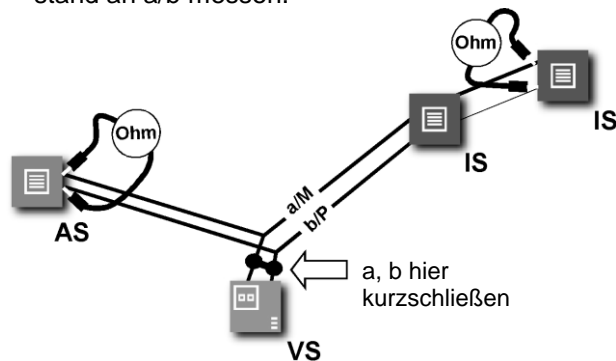 stand an a/b messen.
Ohm
Ohm
IS
IS
a/M
b/P
AS
a, b hier
kurzschließen
VS